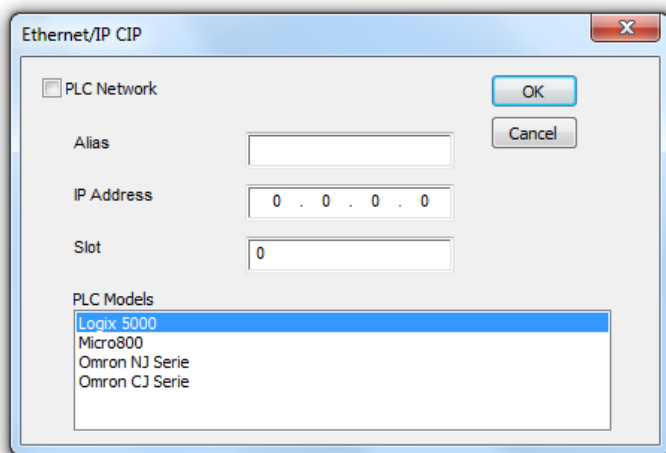 Ethernet/IP CIP
PLC Network
OK
Alias
Cancel
IP Address
0 . 0 . 0 . 0
Slot
0
PLC Models
Logix 5000
Micro800
Omron NJ Serie
Omron CJ Serie